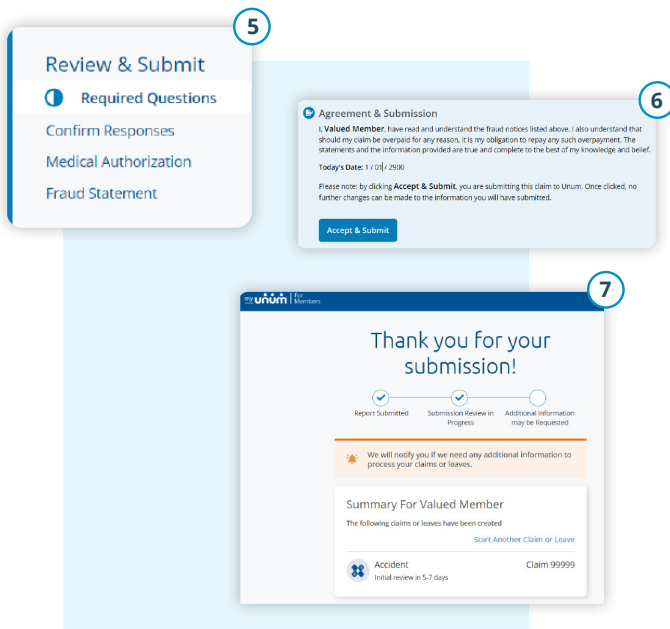 5
Review & Submit
Required Questions
Confirm Responses
Medical Authorization
Fraud Statement
6
Agreement & Submission
I, Valued Member, have read and understand the fraud notices listed above. I also understand that
should my claim be overpaid for any reason, it is my obligation to repay any such overpayment. The
statements and the information provided are true and complete to the best of my knowledge and belief.
Today's Date: 1 / 01 / 2900
Please note: by clicking Accept & Submit, you are submitting this claim to Unum. Once clicked, no
further changes can be made to the information you will have submitted.
Accept & Submit
7
my unum For
Members
Thank you for your
submission!
Report Submitted
Submission Review in
Progress
Additional Information
may be Requested
We will notify you if we need any additional information to
process your claims or leaves.
Summary For Valued Member
The following claims or leaves have been created
Start Another Claim or Leave
Accident
Claim 99999
Initial review in 5-7 days